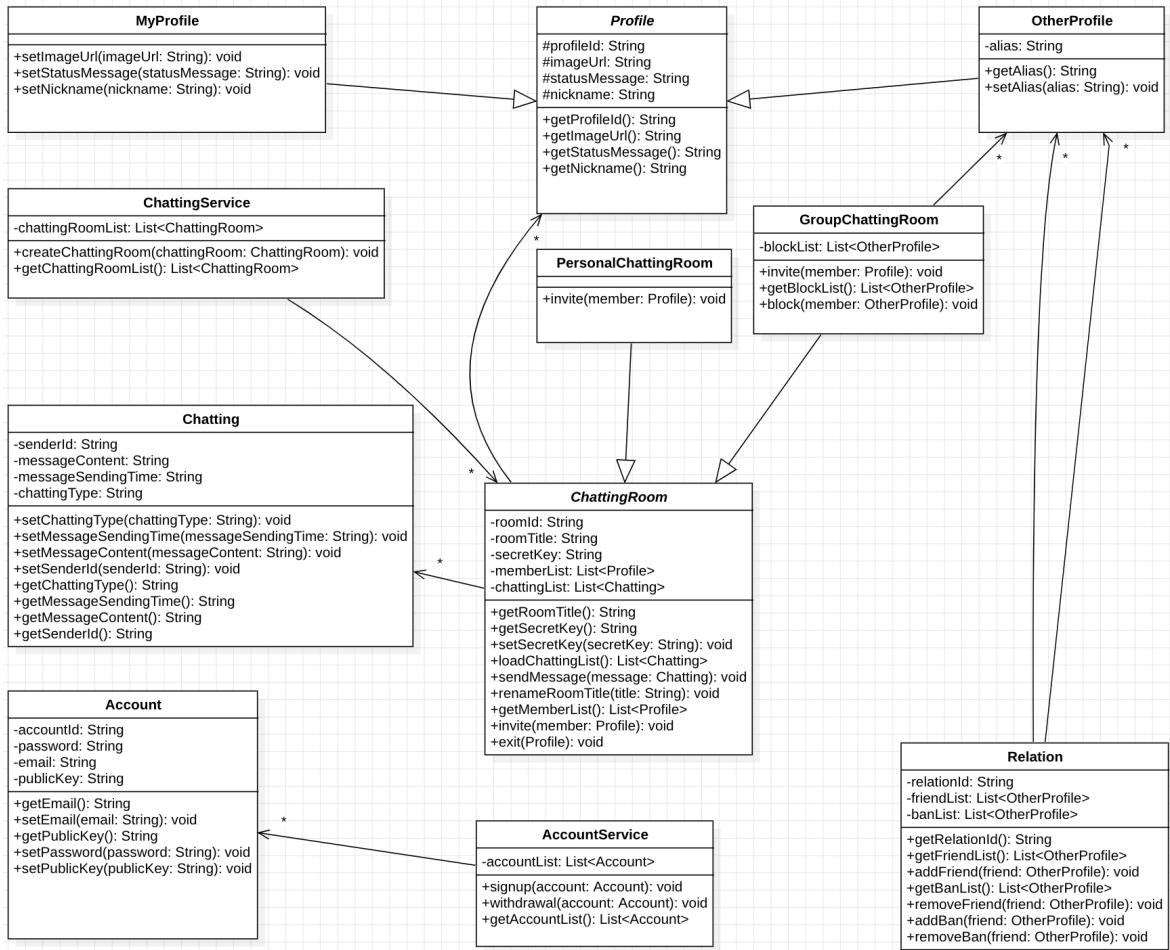 MyProfile
+setImageUrl(imageUrl: String): void
+setStatusMessage(statusMessage: String): void
+setNickname(nickname: String): void
Profile
#profileId: String
#imageUrl: String
#statusMessage: String
#nickname: String
+getProfileId(): String
+getImageUrl(): String
+getStatusMessage(): String
+getNickname(): String
OtherProfile
-alias: String
+getAlias(): String
+setAlias(alias: String): void
*
*
*
ChattingService
-chattingRoomList: List<ChattingRoom>
+createChattingRoom(chattingRoom: ChattingRoom): void
+getChattingRoomList(): List<ChattingRoom>
*
PersonalChattingRoom
+invite(member: Profile): void
GroupChattingRoom
-blockList: List<OtherProfile>
+invite(member: Profile): void
+getBlockList(): List<OtherProfile>
+block(member: OtherProfile): void
Chatting
-senderId: String
-messageContent: String
-messageSendingTime: String
-chattingType: String
+setChattingType(chattingType: String): void
+setMessageSendingTime(messageSendingTime: String): void
+setMessageContent(messageContent: String): void
+setSenderId(senderId: String): void
+getChattingType(): String
+getMessageSendingTime(): String
+getMessageContent(): String
+getSenderId(): String
*
*
ChattingRoom
-roomId: String
-roomTitle: String
-secretKey: String
-memberList: List<Profile>
-chattingList: List<Chatting>
+getRoomTitle(): String
+getSecretKey(): String
+setSecretKey(secretKey: String): void
+loadChattingList(): List<Chatting>
+sendMessage(message: Chatting): void
+renameRoomTitle(title: String): void
+getMemberList(): List<Profile>
+invite(member: Profile): void
+exit(Profile): void
Account
-accountId: String
-password: String
-email: String
-publicKey: String
+getEmail(): String
+setEmail(email: String): void
+getPublicKey(): String
+setPassword(password: String): void
+setPublicKey(publicKey: String): void
*
AccountService
-accountList: List<Account>
+signup(account: Account): void
+withdrawal(account: Account): void
+getAccountList(): List<Account>
Relation
-relationId: String
-friendList: List<OtherProfile>
-banList: List<OtherProfile>
+getRelationId(): String
+getFriendList(): List<OtherProfile>
+addFriend(friend: OtherProfile): void
+getBanList(): List<OtherProfile>
+removeFriend(friend: OtherProfile): void
+addBan(friend: OtherProfile): void
+removeBan(friend: OtherProfile): void